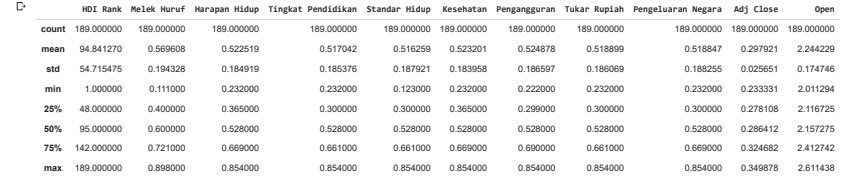 HDI Rank Melek Huruf Harapan Hidup Tingkat Pendidikan Standar Hidup Kesehatan Pengangguran Tukar Rupiah Pengeluaran Negara Adj Close Open
count 189.000000 189.000000 189.000000 189.000000 189.000000 189.000000 189.000000 189.000000 189.000000 189.000000 189.000000
mean 94.841270 0.569608 0.522519 0.517042 0.516259 0.523201 0.524878 0.518899 0.518847 0.297921 2.244229
std 54.715475 0.194328 0.184919 0.185376 0.187921 0.183958 0.186597 0.186069 0.188255 0.025651 0.174746
min 1.000000 0.111000 0.232000 0.232000 0.123000 0.232000 0.222000 0.232000 0.232000 0.233331 2.011294
25% 48.000000 0.400000 0.365000 0.300000 0.300000 0.365000 0.299000 0.300000 0.300000 0.278108 2.116725
50% 95.000000 0.600000 0.528000 0.528000 0.528000 0.528000 0.528000 0.528000 0.528000 0.286412 2.157275
75% 142.000000 0.721000 0.669000 0.661000 0.661000 0.669000 0.690000 0.661000 0.669000 0.324682 2.412742
max 189.000000 0.898000 0.854000 0.854000 0.854000 0.854000 0.854000 0.854000 0.854000 0.349878 2.611438